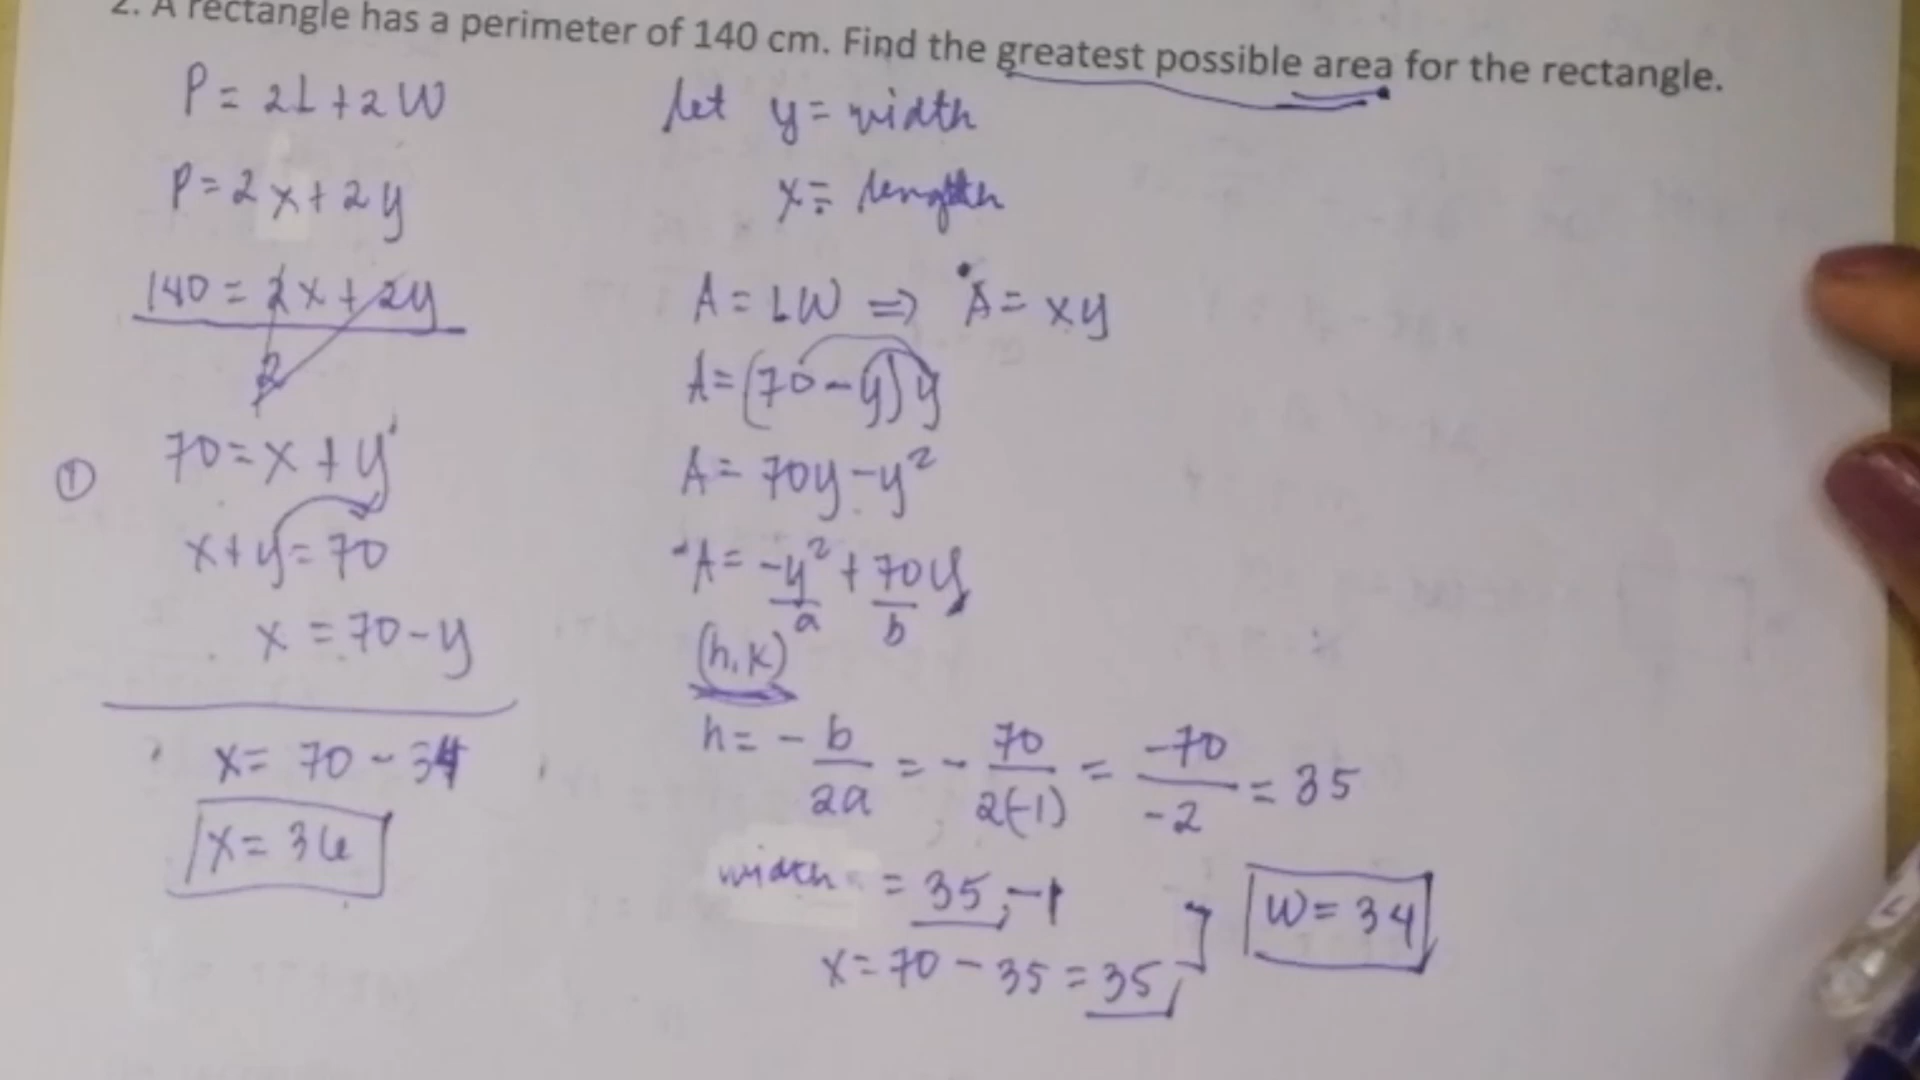 2. A rectangle has a perimeter of 140 cm. Find the greatest possible area for the rectangle.
P = 2L + 2W
P = 2x + 2y
140 = 2x + 2y
2
① 70 = x + y
x + y = 70
x = 70 - y
x = 70 - 34
x = 36
let y = width
x = length
A = LW ⇒ A = xy
A = (70 - y)y
A = 70y - y²
A = -y² + 70y
a b
(h, k)
h = - b/2a = - 70/2(-1) = -70/-2 = 35
width = 35 - 1
x = 70 - 35 = 35
W = 34